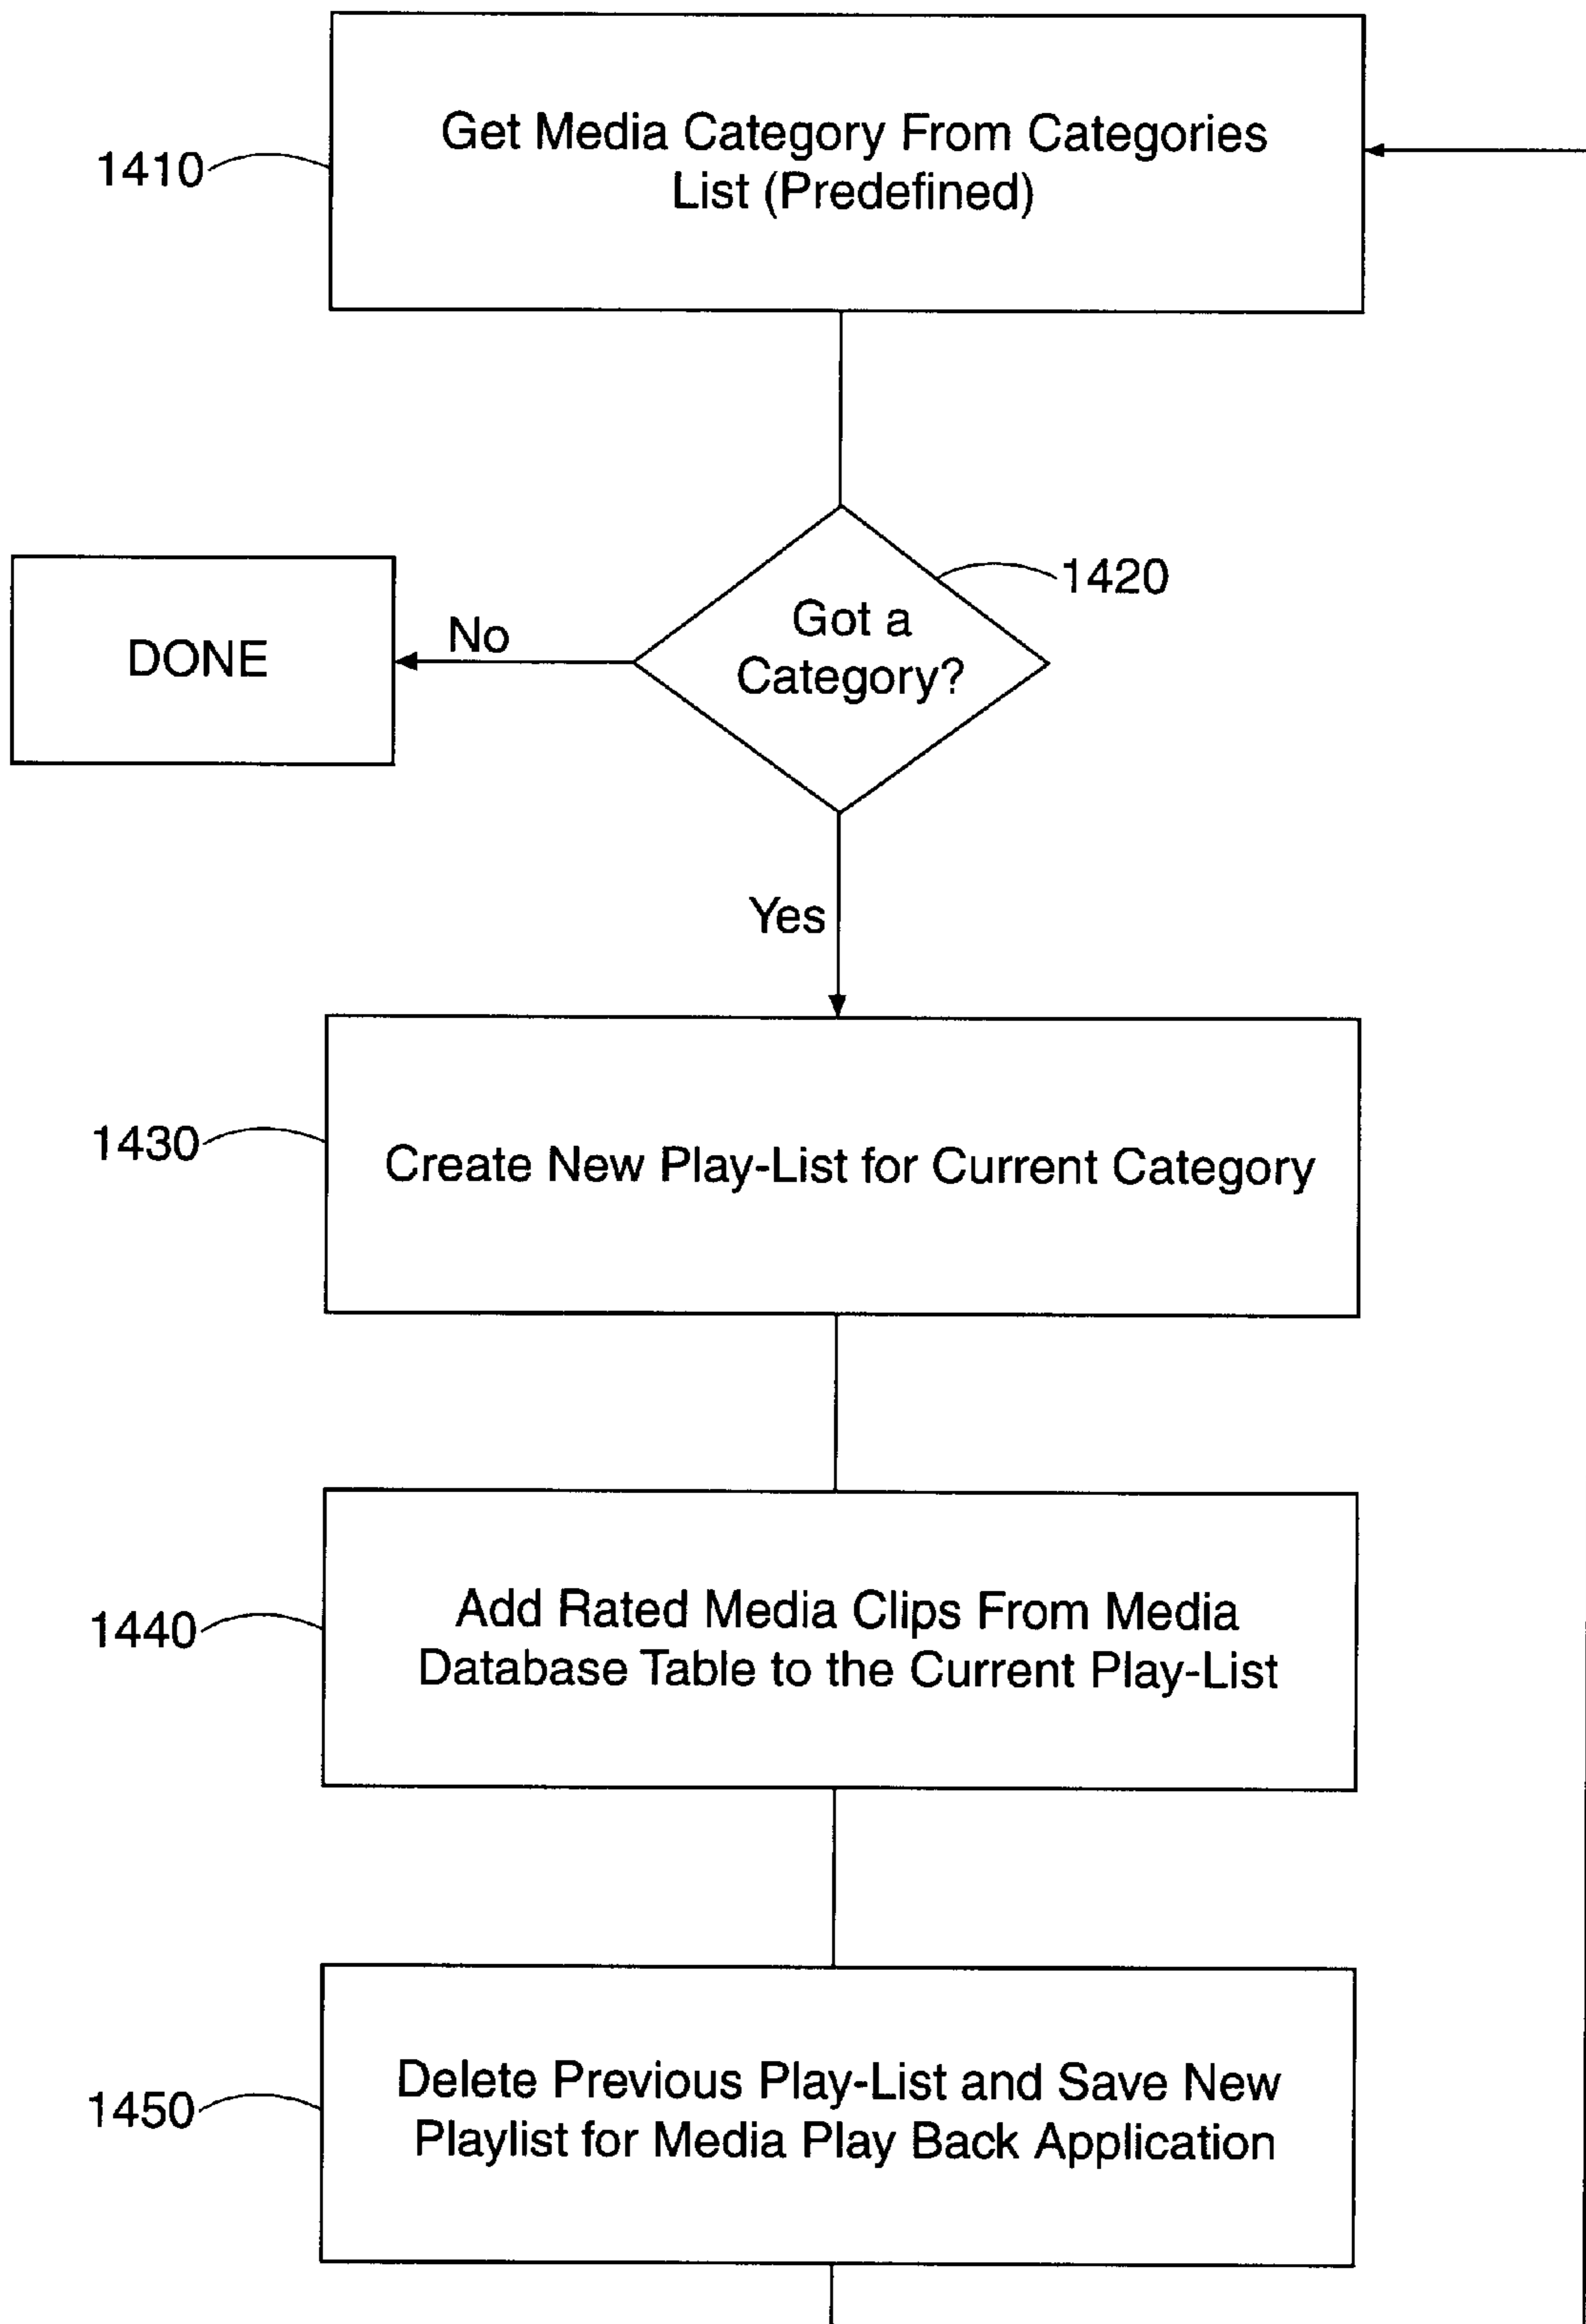 Get Media Category From Categories
List (Predefined)
1410
1420
Got a
Category?
No
DONE
Yes
1430
Create New Play-List for Current Category
Add Rated Media Clips From Media
Database Table to the Current Play-List
1440
Delete Previous Play-List and Save New
Playlist for Media Play Back Application
1450